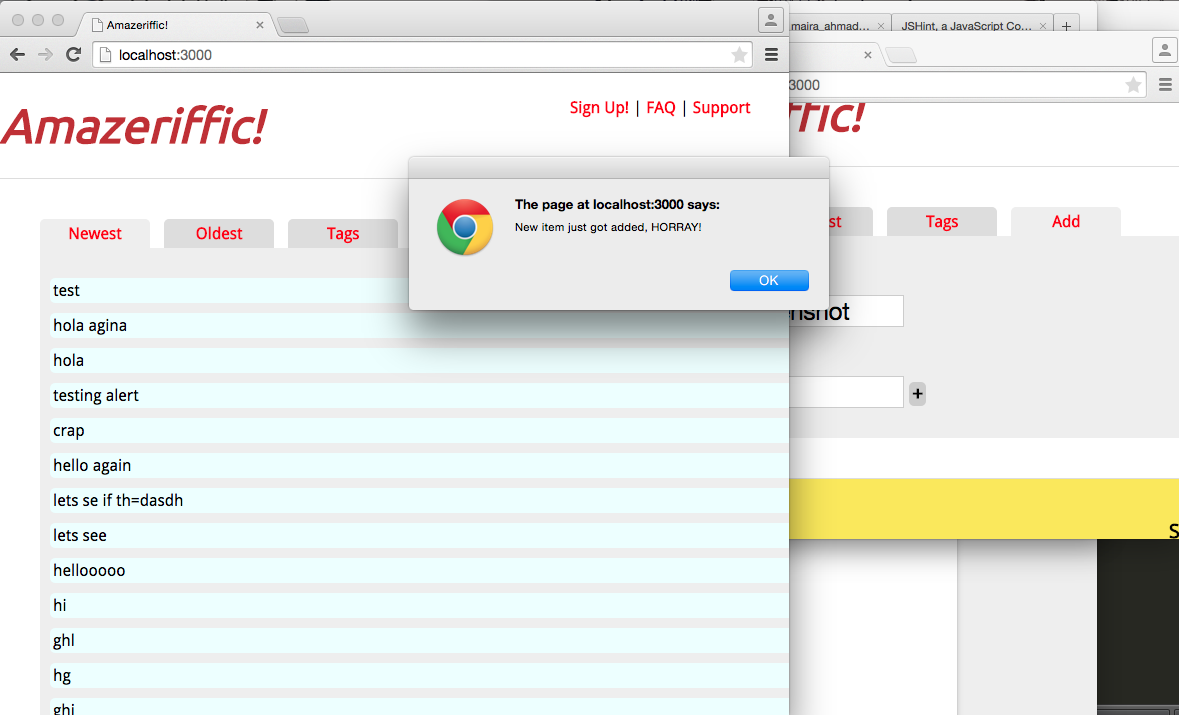 Amazeriffic!
maira_ahmad...
JSHint, a JavaScript Co...
localhost:3000
3000
Amazeriffic!
Sign Up! | FAQ | Support
The page at localhost:3000 says:
New item just got added, HORRAY!
OK
Newest
Oldest
Tags
st
Tags
Add
nshot
+
test
hola agina
hola
testing alert
crap
hello again
lets se if th=dasdh
lets see
hellooooo
hi
ghl
hg
ghj
S